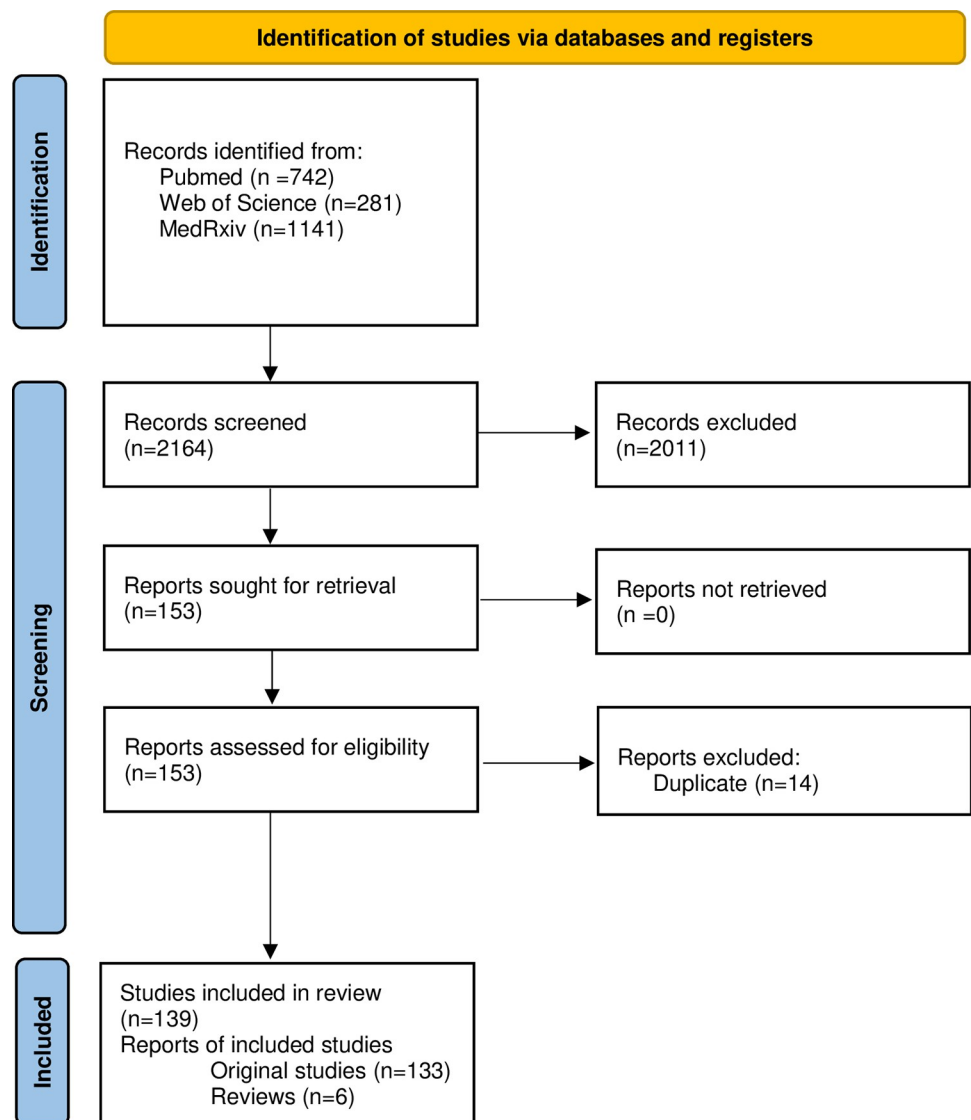 Identification of studies via databases and registers
Identification
Records identified from:
Pubmed (n =742)
Web of Science (n=281)
MedRxiv (n=1141)
Screening
Records screened
(n=2164)
Records excluded
(n=2011)
Reports sought for retrieval
(n=153)
Reports not retrieved
(n =0)
Reports assessed for eligibility
(n=153)
Reports excluded:
Duplicate (n=14)
Included
Studies included in review
(n=139)
Reports of included studies
Original studies (n=133)
Reviews (n=6)